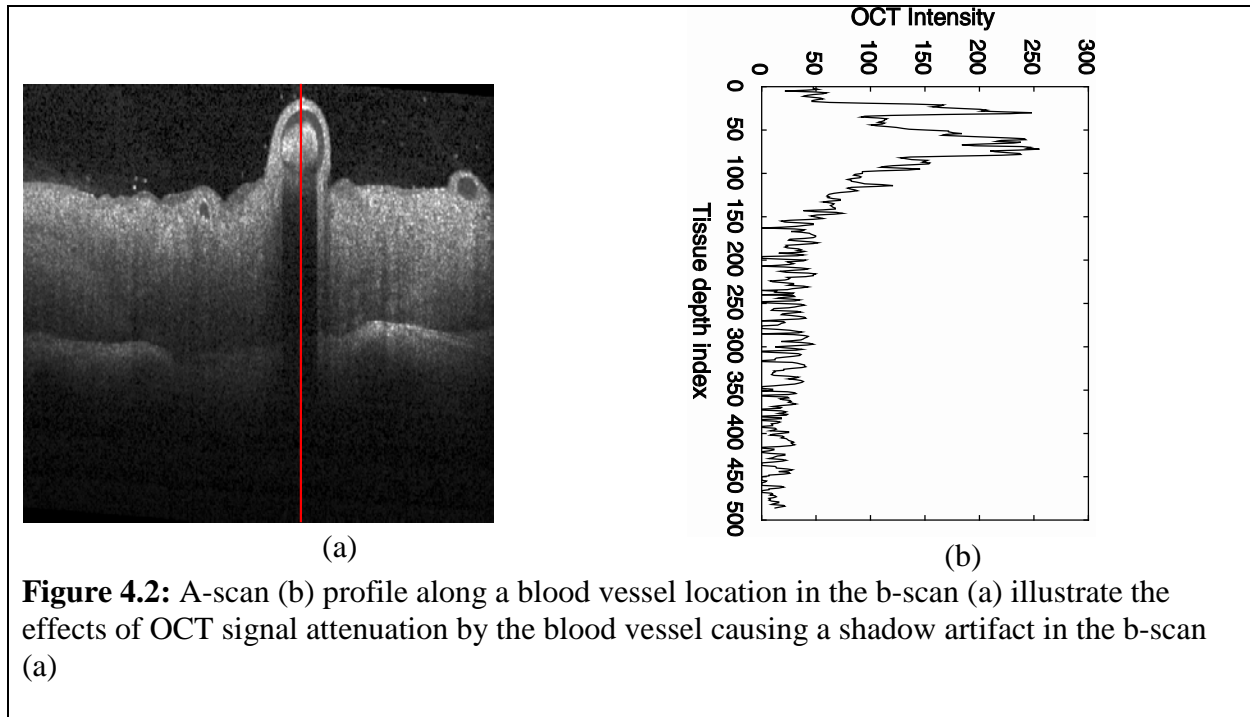 OCT Intensity
0 50 100 150 200 250 300
0 50 100 150 200 250 300 350 400 450 500
Tissue depth index
(a)
(b)
Figure 4.2: A-scan (b) profile along a blood vessel location in the b-scan (a) illustrate the
effects of OCT signal attenuation by the blood vessel causing a shadow artifact in the b-scan
(a)